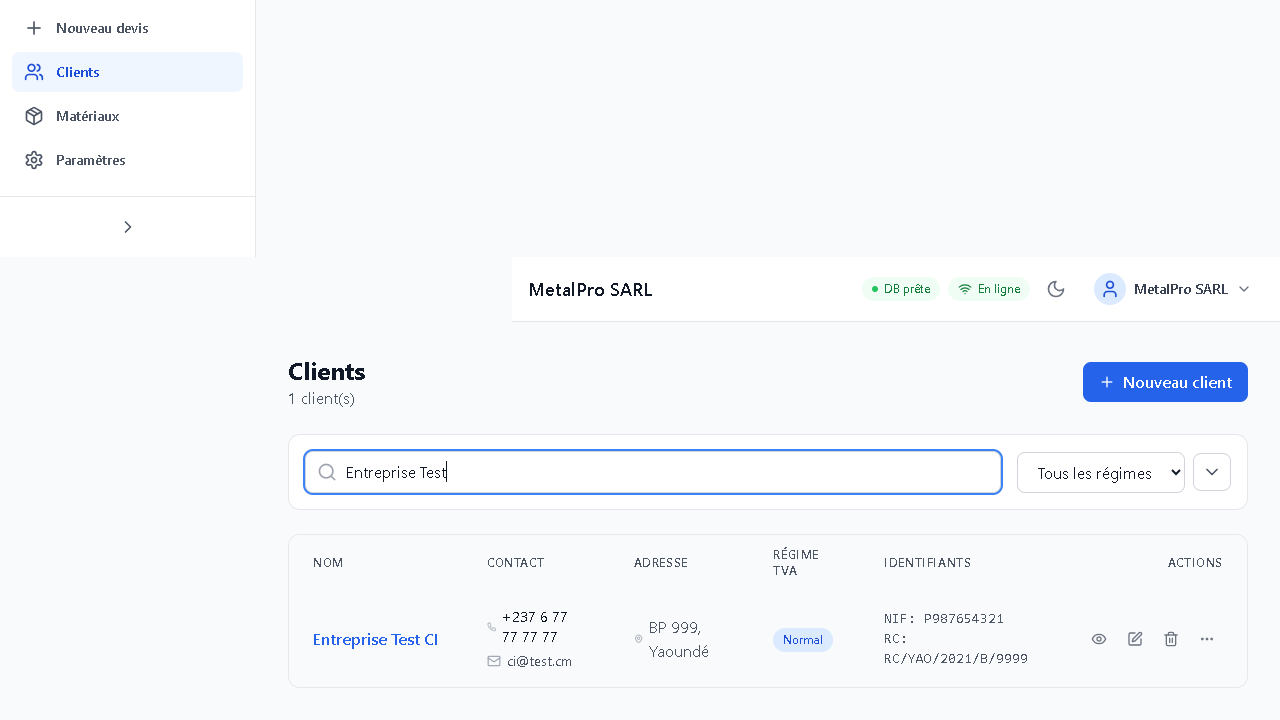 Nouveau devis
Clients
Matériaux
Paramètres
MetalPro SARL
DB prête
En ligne
MetalPro SARL
Clients
1 client(s)
Nouveau client
Entreprise Test
Tous les régimes
NOM
CONTACT
ADRESSE
RÉGIME
TVA
IDENTIFIANTS
ACTIONS
Entreprise Test CI
+237 6 77
77 77 77
ci@test.cm
BP 999,
Yaoundé
Normal
NIF: P987654321
RC:
RC/YAO/2021/B/9999